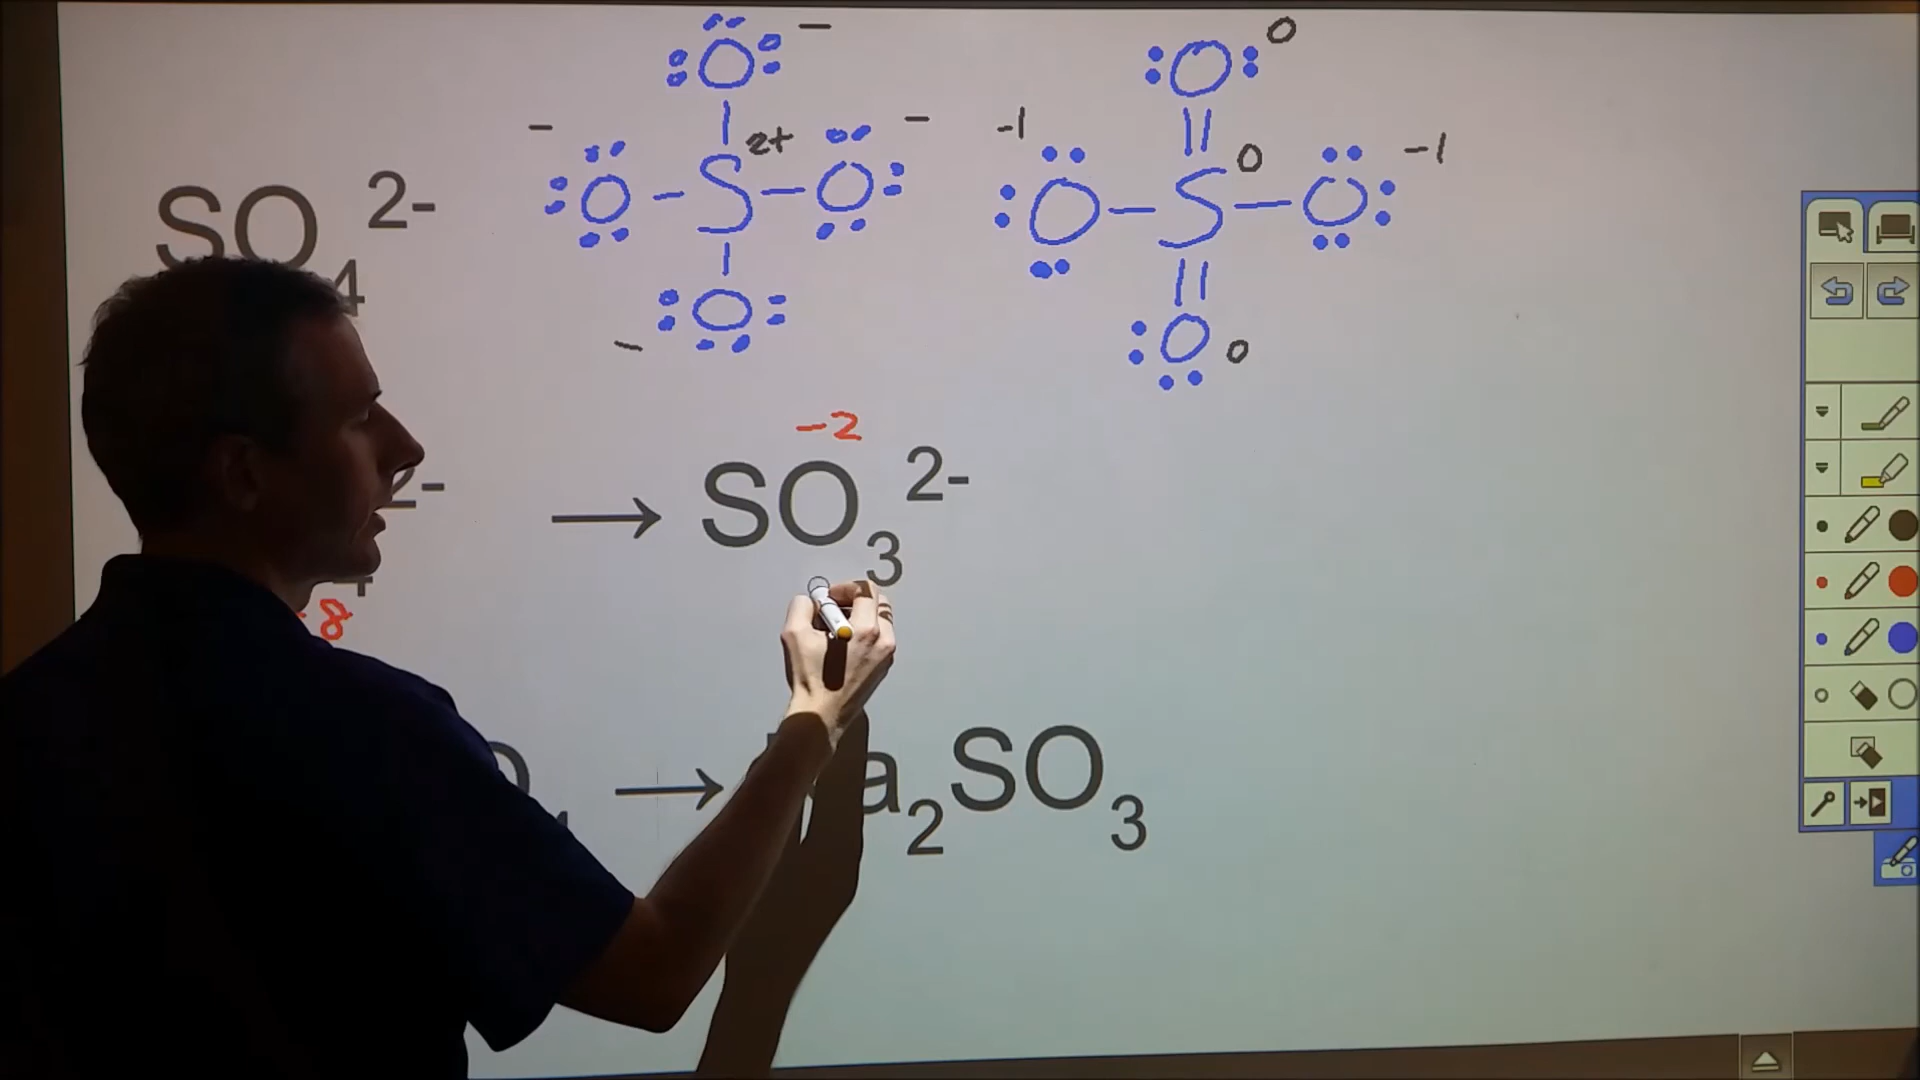 SO₄ 2-
O –
– O – S 2+ – O –
O –
O 0
-1 O – S 0 – O -1
O 0
-2
2- → SO₃ 2-
8
→ a₂SO₃